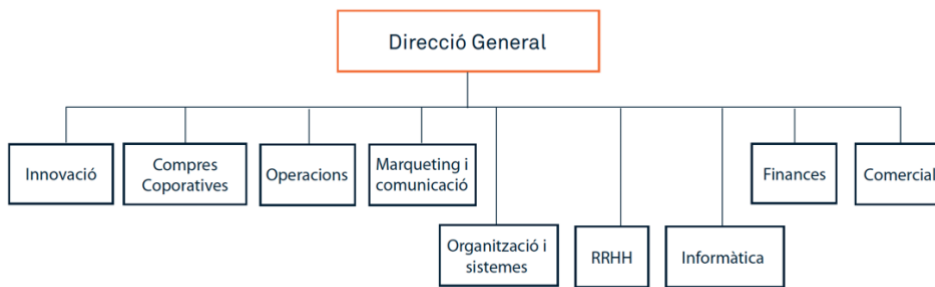 Direcció General
Innovació
Compres
Coporatives
Operacions
Marqueting i
comunicació
Finances
Comercial
Organització i
sistemes
RRHH
Informàtica